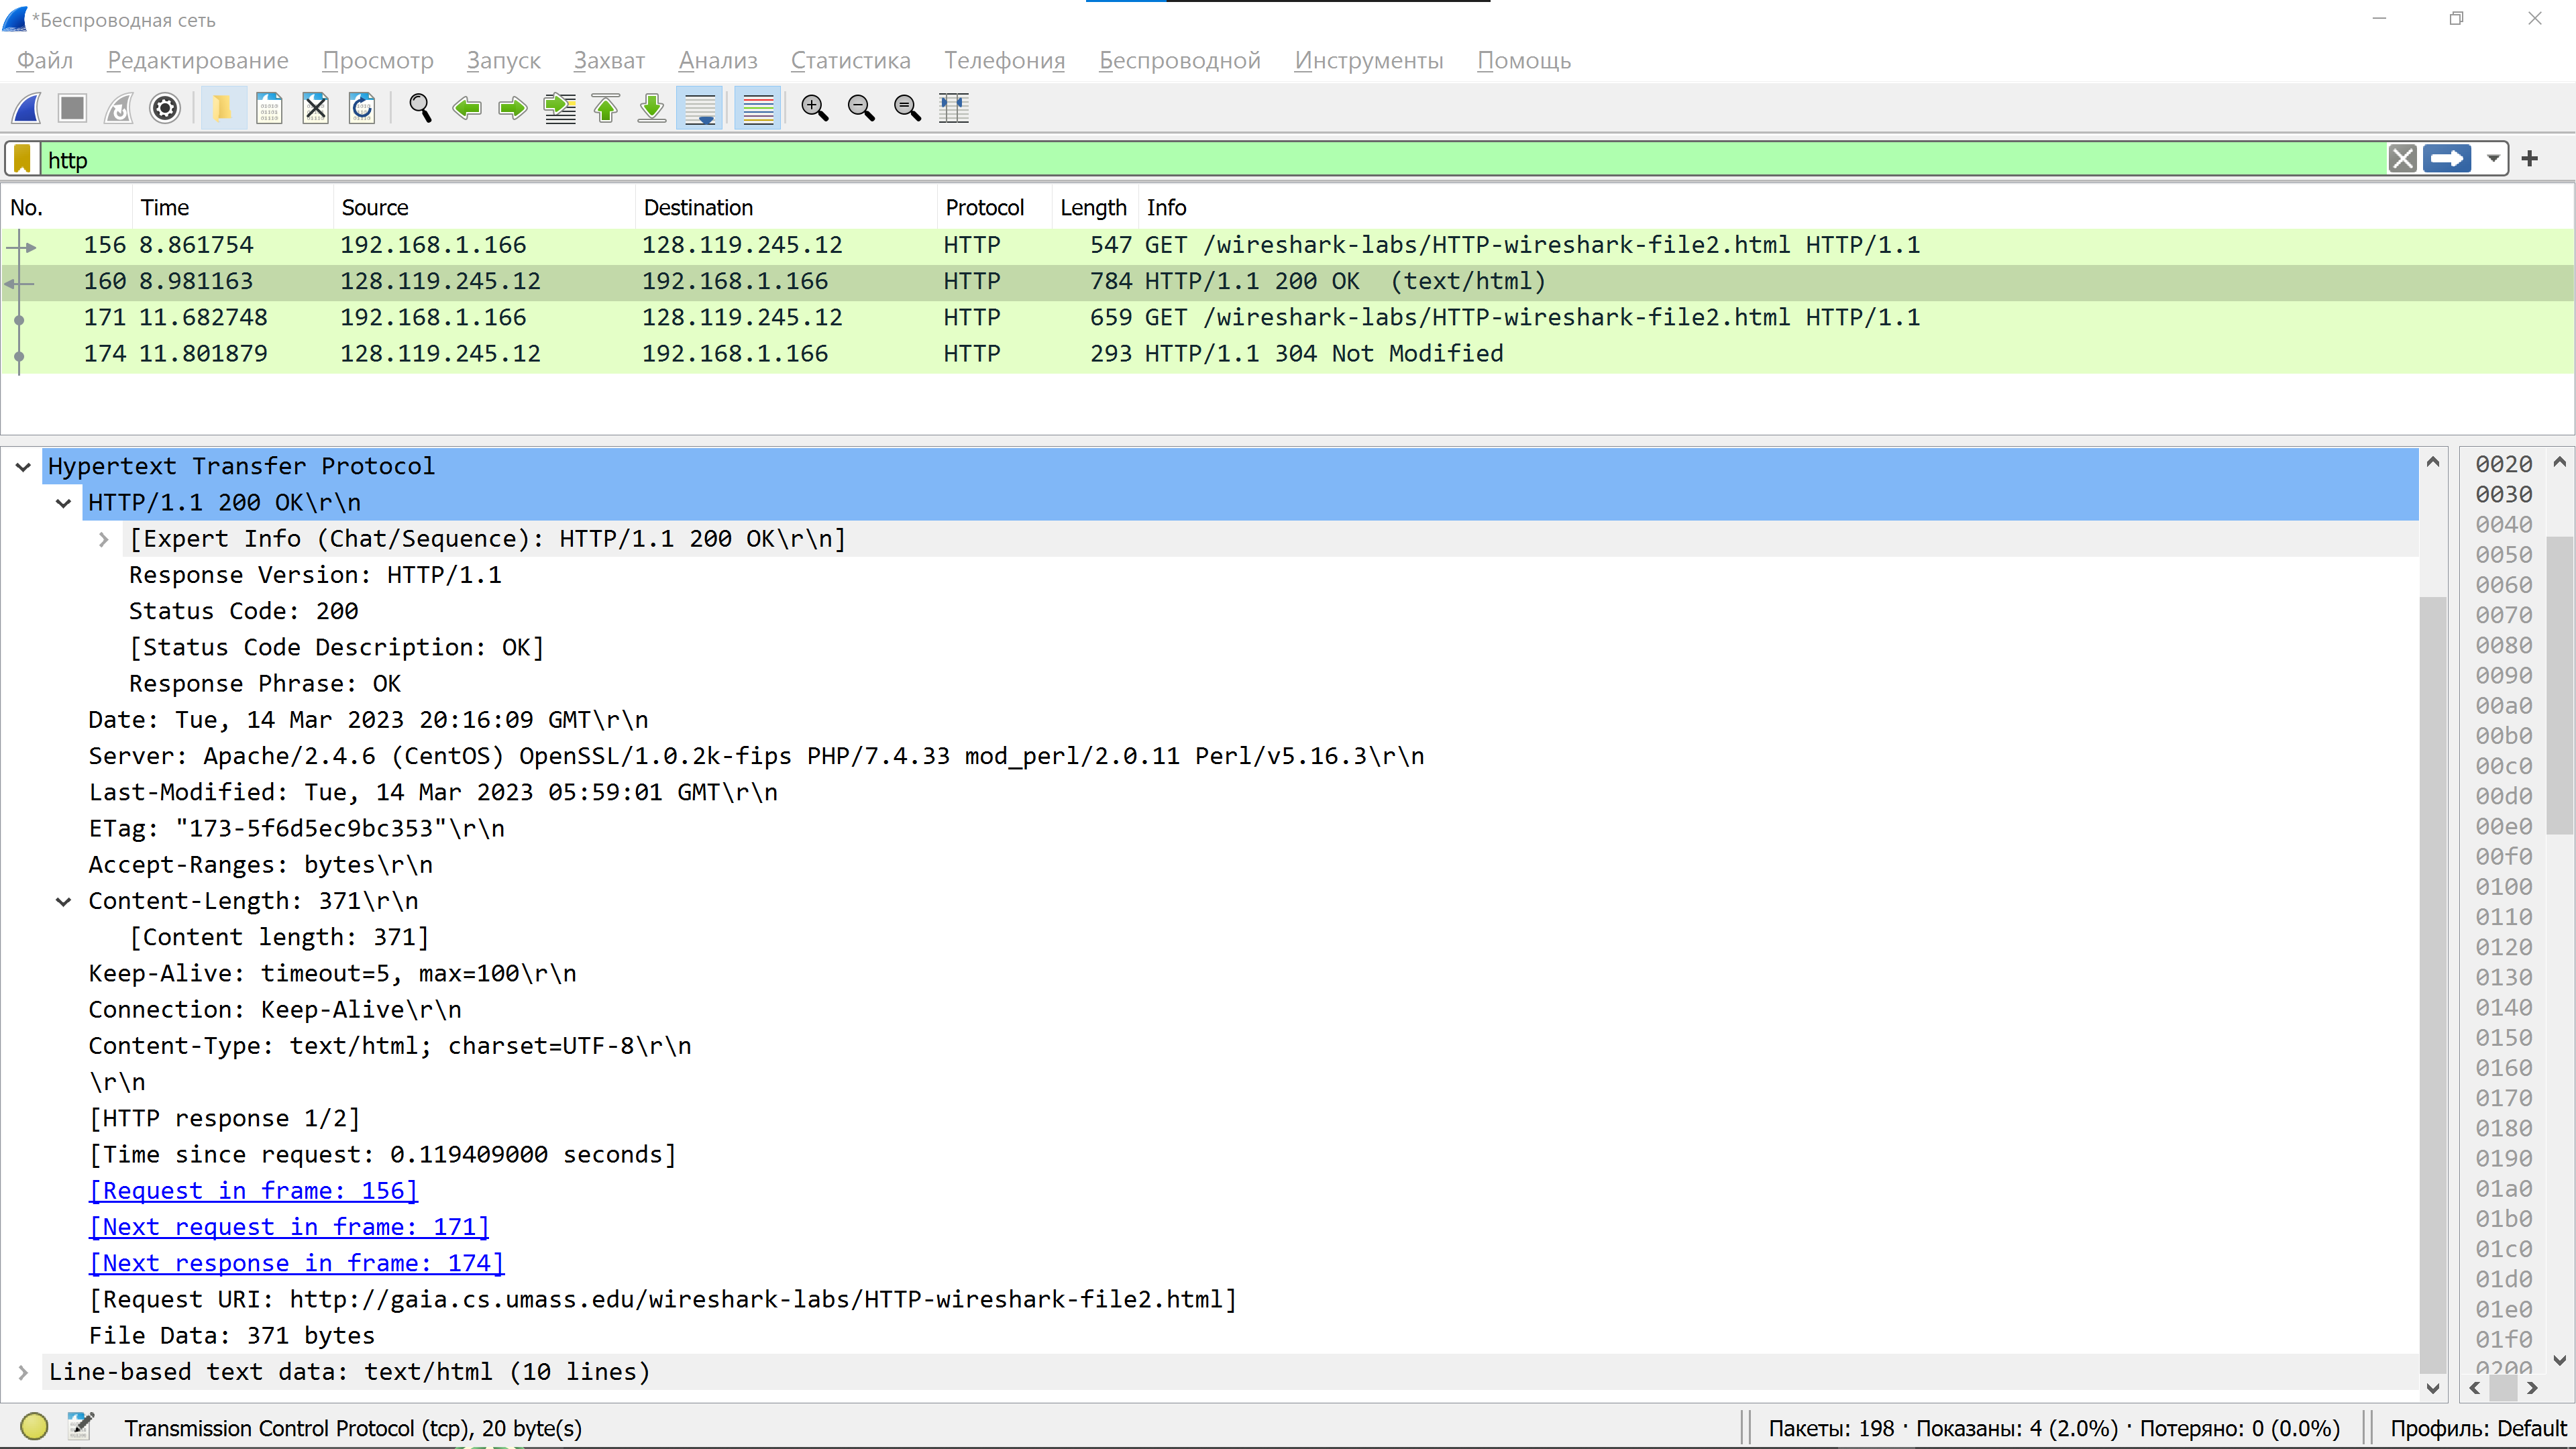 *Беспроводная сеть
Файл Редактирование Просмотр Запуск Захват Анализ Статистика Телефония Беспроводной Инструменты Помощь
http
No. Time Source Destination Protocol Length Info
156 8.861754 192.168.1.166 128.119.245.12 HTTP 547 GET /wireshark-labs/HTTP-wireshark-file2.html HTTP/1.1
160 8.981163 128.119.245.12 192.168.1.166 HTTP 784 HTTP/1.1 200 OK  (text/html)
171 11.682748 192.168.1.166 128.119.245.12 HTTP 659 GET /wireshark-labs/HTTP-wireshark-file2.html HTTP/1.1
174 11.801879 128.119.245.12 192.168.1.166 HTTP 293 HTTP/1.1 304 Not Modified
Hypertext Transfer Protocol
HTTP/1.1 200 OK\r\n
[Expert Info (Chat/Sequence): HTTP/1.1 200 OK\r\n]
Response Version: HTTP/1.1
Status Code: 200
[Status Code Description: OK]
Response Phrase: OK
Date: Tue, 14 Mar 2023 20:16:09 GMT\r\n
Server: Apache/2.4.6 (CentOS) OpenSSL/1.0.2k-fips PHP/7.4.33 mod_perl/2.0.11 Perl/v5.16.3\r\n
Last-Modified: Tue, 14 Mar 2023 05:59:01 GMT\r\n
ETag: "173-5f6d5ec9bc353"\r\n
Accept-Ranges: bytes\r\n
Content-Length: 371\r\n
[Content length: 371]
Keep-Alive: timeout=5, max=100\r\n
Connection: Keep-Alive\r\n
Content-Type: text/html; charset=UTF-8\r\n
\r\n
[HTTP response 1/2]
[Time since request: 0.119409000 seconds]
[Request in frame: 156]
[Next request in frame: 171]
[Next response in frame: 174]
[Request URI: http://gaia.cs.umass.edu/wireshark-labs/HTTP-wireshark-file2.html]
File Data: 371 bytes
Line-based text data: text/html (10 lines)
0020
0030
0040
0050
0060
0070
0080
0090
00a0
00b0
00c0
00d0
00e0
00f0
0100
0110
0120
0130
0140
0150
0160
0170
0180
0190
01a0
01b0
01c0
01d0
01e0
01f0
0200
Transmission Control Protocol (tcp), 20 byte(s)
Пакеты: 198 · Показаны: 4 (2.0%) · Потеряно: 0 (0.0%)
Профиль: Default